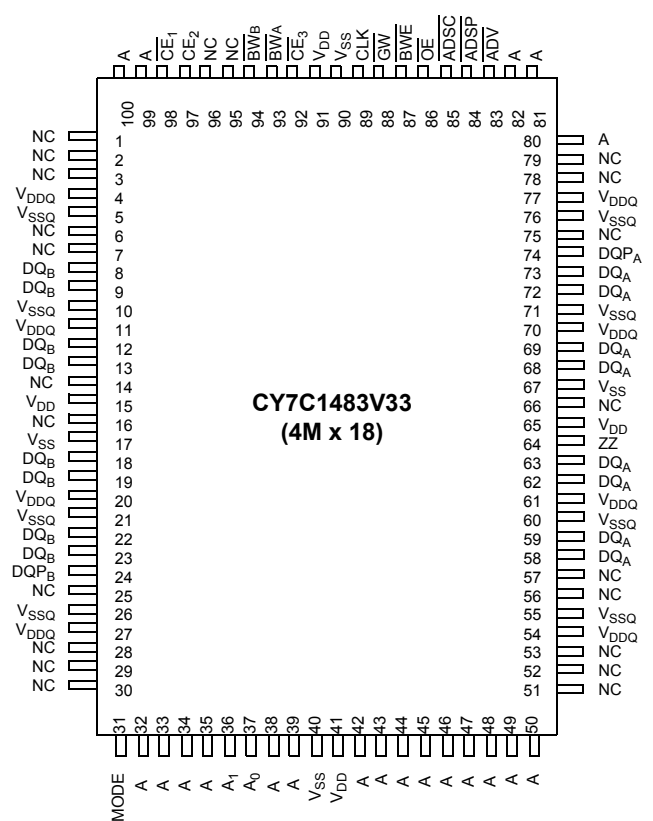 A
A
CE1
CE2
NC
NC
BWB
BWA
CE3
VDD
VSS
CLK
GW
BWE
OE
ADSC
ADSP
ADV
A
A
100
99
98
97
96
95
94
93
92
91
90
89
88
87
86
85
84
83
82
81
NC 1
NC 2
NC 3
VDDQ 4
VSSQ 5
NC 6
NC 7
DQB 8
DQB 9
VSSQ 10
VDDQ 11
DQB 12
DQB 13
NC 14
VDD 15
NC 16
VSS 17
DQB 18
DQB 19
VDDQ 20
VSSQ 21
DQB 22
DQB 23
DQPB 24
NC 25
VSSQ 26
VDDQ 27
NC 28
NC 29
NC 30
CY7C1483V33
(4M x 18)
80 A
79 NC
78 NC
77 VDDQ
76 VSSQ
75 NC
74 DQPA
73 DQA
72 DQA
71 VSSQ
70 VDDQ
69 DQA
68 DQA
67 VSS
66 NC
65 VDD
64 ZZ
63 DQA
62 DQA
61 VDDQ
60 VSSQ
59 DQA
58 DQA
57 NC
56 NC
55 VSSQ
54 VDDQ
53 NC
52 NC
51 NC
31
32
33
34
35
36
37
38
39
40
41
42
43
44
45
46
47
48
49
50
MODE
A
A
A
A
A1
A0
A
A
VSS
VDD
A
A
A
A
A
A
A
A
A